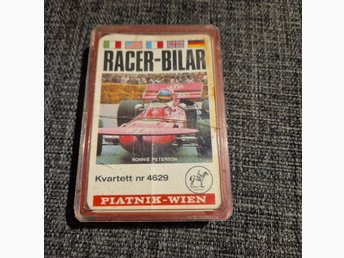 RACER-BILAR
RONNIE PETERSON
Kvartett nr 4629
PIATNIK-WIEN